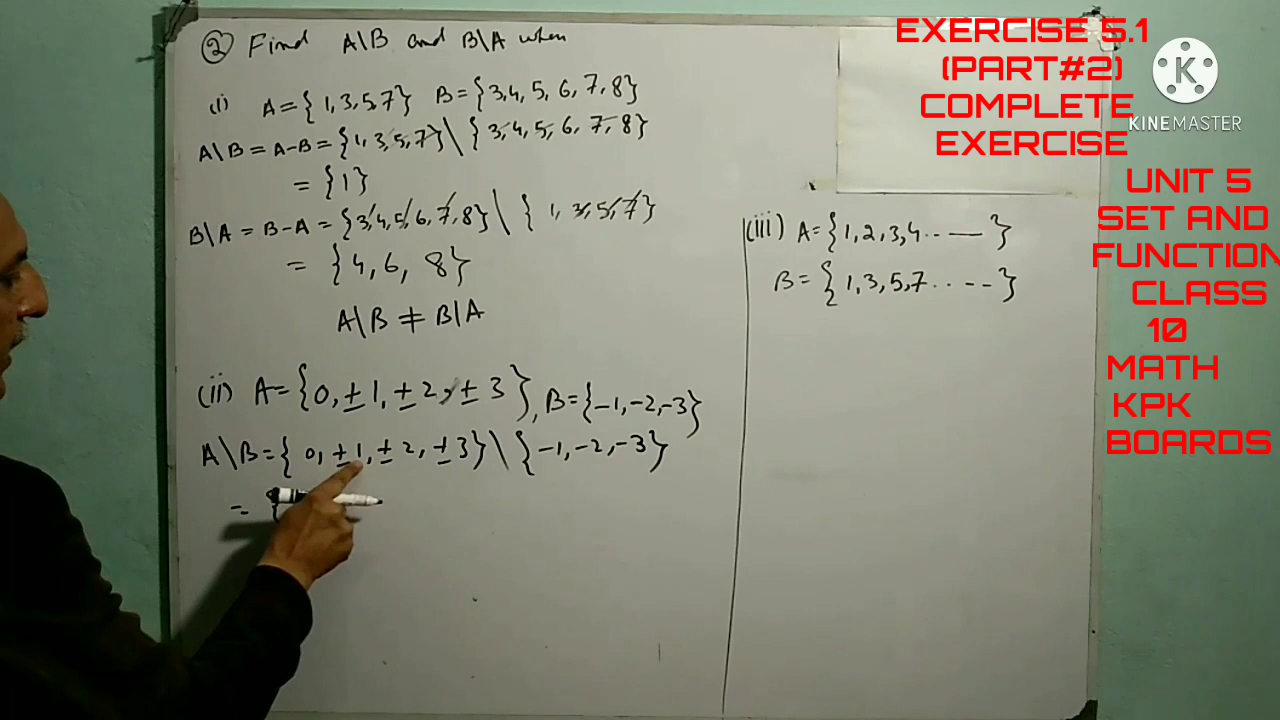 ② Find A\B and B\A when
(i) A={1,3,5,7} B={3,4,5,6,7,8}
A\B = A-B = {1,3,5,7} \ {3,4,5,6,7,8}
= {1}
B\A = B-A = {3,4,5,6,7,8} \ {1,3,5,7}
= {4,6,8}
A\B ≠ B\A
(ii) A={0,±1,±2,±3}, B={-1,-2,-3}
A\B={0,±1,±2,±3} \ {-1,-2,-3}
= {
(iii) A={1,2,3,4..——}
B={1,3,5,7.. -- --}
EXERCISE 5.1
(PART#2)
COMPLETE
EXERCISE
KINEMASTER
UNIT 5
SET AND
FUNCTION
CLASS
10
MATH
KPK
BOARDS